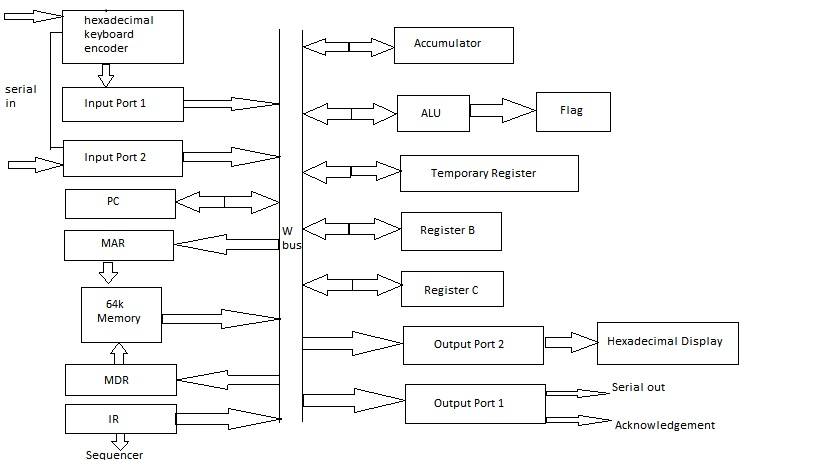 hexadecimal
keyboard
encoder
serial
in
Input Port 1
Input Port 2
PC
MAR
64k
Memory
MDR
IR
Sequencer
W
bus
Accumulator
ALU
Flag
Temporary Register
Register B
Register C
Output Port 2
Hexadecimal Display
Output Port 1
Serial out
Acknowledgement